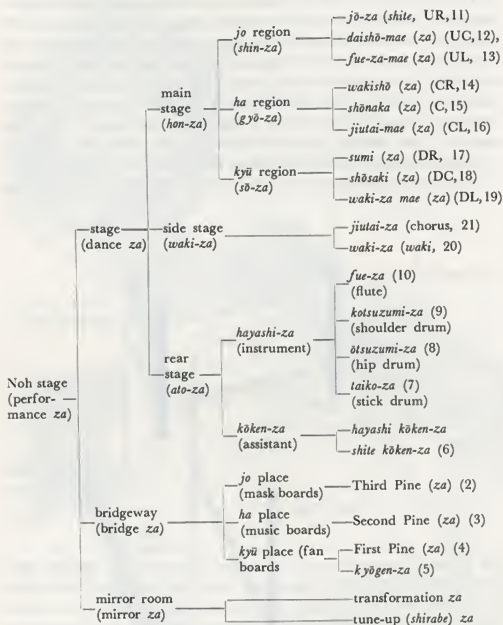 jō-za (shite, UR, 11)
jo region
(shin-za)
daishō-mae (za) (UC, 12),
fue-za-mae (za) (UL, 13)
main
stage
(hon-za)
wakishō (za) (CR, 14)
ha region
(gyō-za)
shōnaka (za) (C, 15)
jiutai-mae (za) (CL, 16)
sumi (za) (DR, 17)
kyū region
(sō-za)
shōsaki (za) (DC, 18)
waki-za mae (za) (DL, 19)
stage
(dance za)
side stage
(waki-za)
jiutai-za (chorus, 21)
waki-za (waki, 20)
fue-za (10)
(flute)
rear
stage
(ato-za)
hayashi-za
(instrument)
kotsuzumi-za (9)
(shoulder drum)
ōtsuzumi-za (8)
(hip drum)
taiko-za (7)
(stick drum)
Noh stage
(perfor-
mance za)
kōken-za
(assistant)
hayashi kōken-za
shite kōken-za (6)
bridgeway
(bridge za)
jo place
(mask boards)
Third Pine (za) (2)
ha place
(music boards)
Second Pine (za) (3)
kyū place (fan
boards
First Pine (za) (4)
kyōgen-za (5)
mirror room
(mirror za)
transformation za
tune-up (shirabe) za